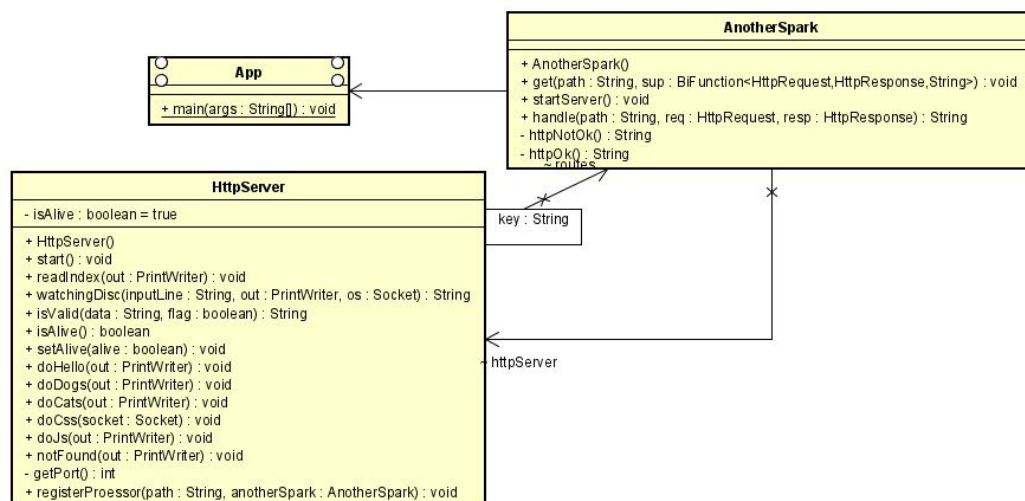 AnotherSpark
+ AnotherSpark()
+ get(path : String, sup : BiFunction<HttpRequest,HttpResponse,String>) : void
+ startServer() : void
+ handle(path : String, req : HttpRequest, resp : HttpResponse) : String
- httpNotOk() : String
- httpOk() : String
App
+ main(args : String[]) : void
~ routes
key : String
HttpServer
- isAlive : boolean = true
+ HttpServer()
+ start() : void
+ readIndex(out : PrintWriter) : void
+ watchingDisc(inputLine : String, out : PrintWriter, os : Socket) : String
+ isValid(data : String, flag : boolean) : String
+ isAlive() : boolean
+ setAlive(alive : boolean) : void
+ doHello(out : PrintWriter) : void
+ doDogs(out : PrintWriter) : void
+ doCats(out : PrintWriter) : void
+ doCss(socket : Socket) : void
+ doJs(out : PrintWriter) : void
+ notFound(out : PrintWriter) : void
- getPort() : int
+ registerProessor(path : String, anotherSpark : AnotherSpark) : void
~ httpServer